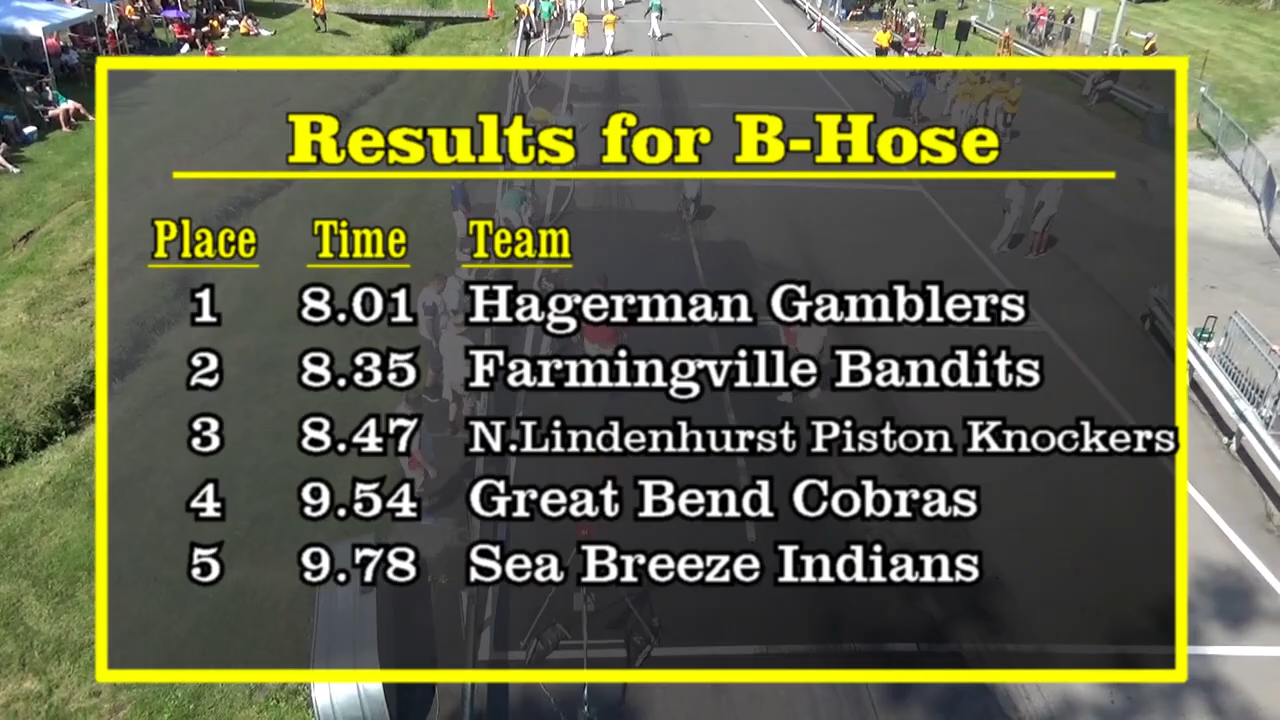 Results for B-Hose
Place Time Team
1 8.01 Hagerman Gamblers
2 8.35 Farmingville Bandits
3 8.47 N.Lindenhurst Piston Knockers
4 9.54 Great Bend Cobras
5 9.78 Sea Breeze Indians